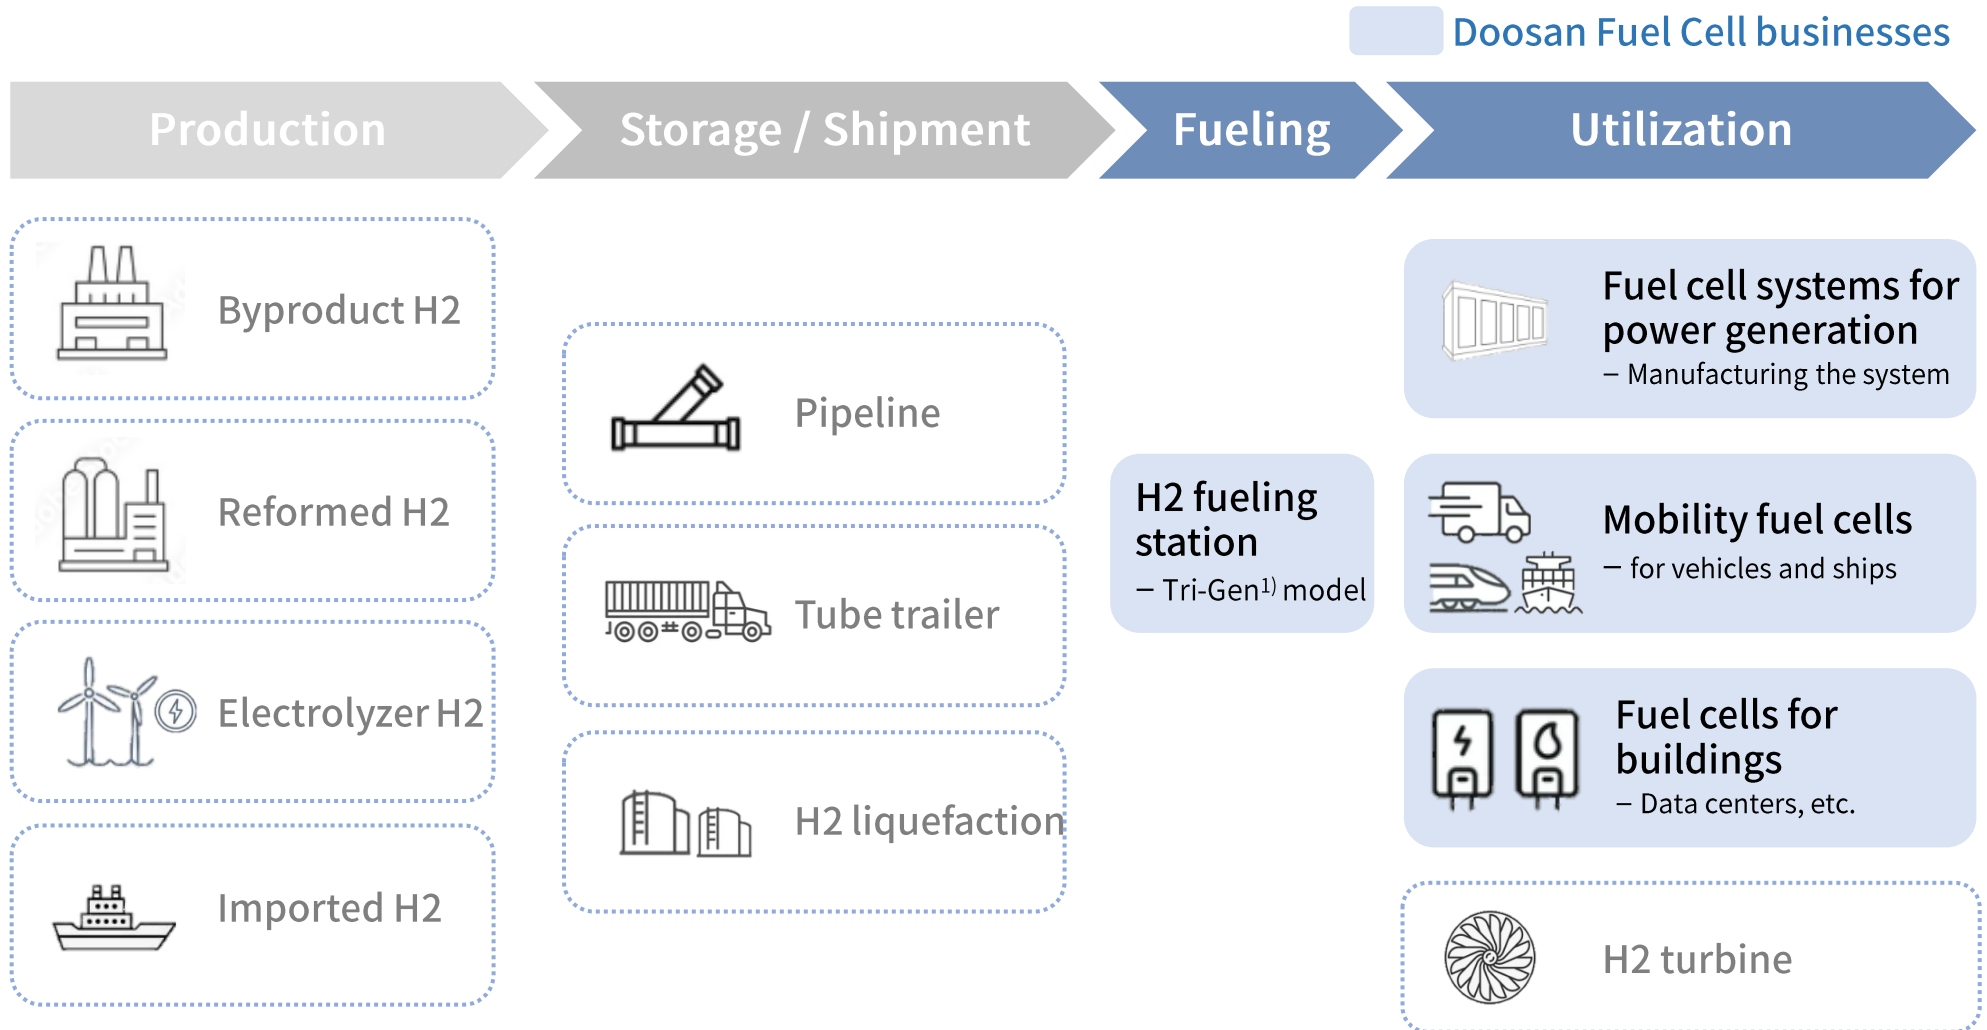 Doosan Fuel Cell businesses
Production
Storage / Shipment
Fueling
Utilization
Byproduct H2
Reformed H2
Electrolyzer H2
Imported H2
Pipeline
Tube trailer
H2 liquefaction
H2 fueling
station
– Tri-Gen¹⁾ model
Fuel cell systems for
power generation
– Manufacturing the system
Mobility fuel cells
– for vehicles and ships
Fuel cells for
buildings
– Data centers, etc.
H2 turbine